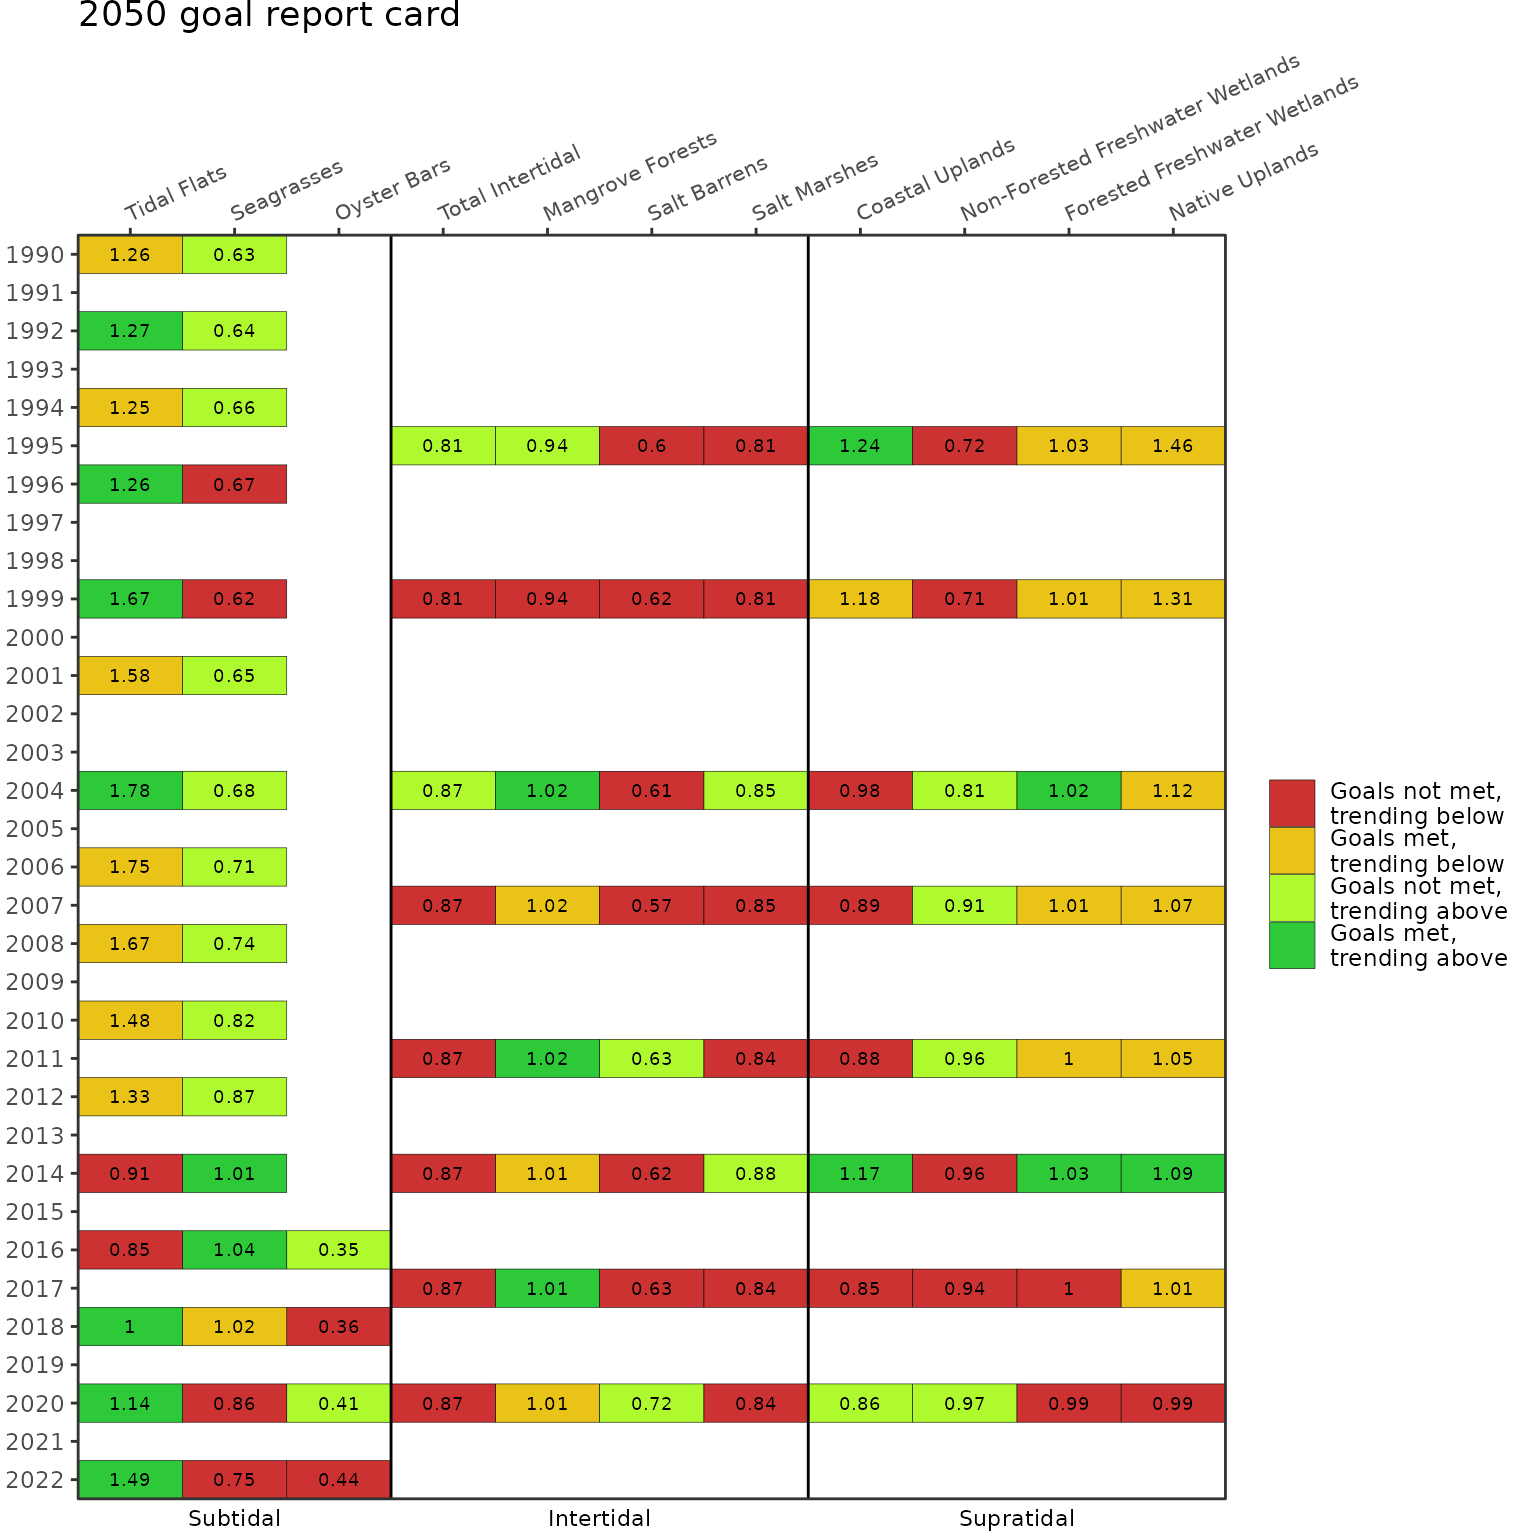 2050 goal report card
Tidal Flats
Seagrasses
Oyster Bars
Total Intertidal
Mangrove Forests
Salt Barrens
Salt Marshes
Coastal Uplands
Non-Forested Freshwater Wetlands
Forested Freshwater Wetlands
Native Uplands
1990 1.26 0.63
1991
1992 1.27 0.64
1993
1994 1.25 0.66
1995 0.81 0.94 0.6 0.81 1.24 0.72 1.03 1.46
1996 1.26 0.67
1997
1998
1999 1.67 0.62 0.81 0.94 0.62 0.81 1.18 0.71 1.01 1.31
2000
2001 1.58 0.65
2002
2003
2004 1.78 0.68 0.87 1.02 0.61 0.85 0.98 0.81 1.02 1.12
2005
2006 1.75 0.71
2007 0.87 1.02 0.57 0.85 0.89 0.91 1.01 1.07
2008 1.67 0.74
2009
2010 1.48 0.82
2011 0.87 1.02 0.63 0.84 0.88 0.96 1 1.05
2012 1.33 0.87
2013
2014 0.91 1.01 0.87 1.01 0.62 0.88 1.17 0.96 1.03 1.09
2015
2016 0.85 1.04 0.35
2017 0.87 1.01 0.63 0.84 0.85 0.94 1 1.01
2018 1 1.02 0.36
2019
2020 1.14 0.86 0.41 0.87 1.01 0.72 0.84 0.86 0.97 0.99 0.99
2021
2022 1.49 0.75 0.44
Subtidal Intertidal Supratidal
Goals not met,
trending below
Goals met,
trending below
Goals not met,
trending above
Goals met,
trending above